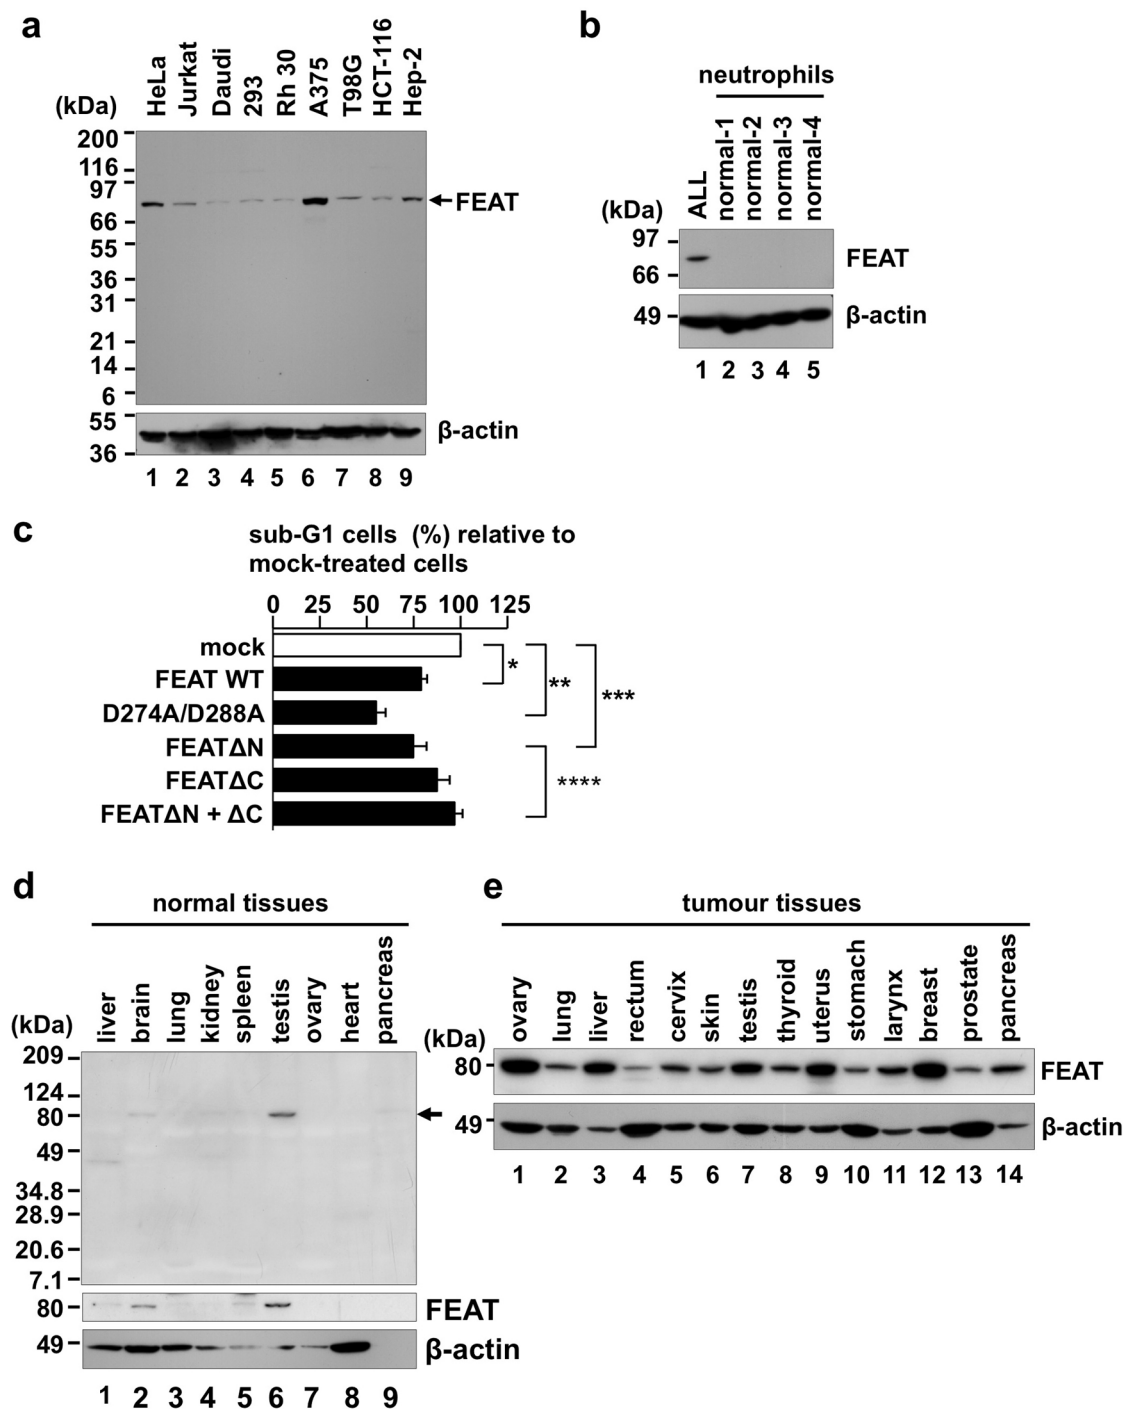 a
(kDa)
HeLa
Jurkat
Daudi
293
Rh 30
A375
T98G
HCT-116
Hep-2
200
116
97
66
55
36
31
21
14
6
FEAT
55
36
β-actin
1 2 3 4 5 6 7 8 9
b
neutrophils
(kDa)
ALL
normal-1
normal-2
normal-3
normal-4
97
66
FEAT
49
β-actin
1 2 3 4 5
c
sub-G1 cells (%) relative to
mock-treated cells
0 25 50 75 100 125
mock
FEAT WT
D274A/D288A
FEATΔN
FEATΔC
FEATΔN + ΔC
*
**
***
****
d
normal tissues
(kDa)
liver
brain
lung
kidney
spleen
testis
ovary
heart
pancreas
209
124
80
49
34.8
28.9
20.6
7.1
80
FEAT
49
β-actin
1 2 3 4 5 6 7 8 9
e
tumour tissues
(kDa)
ovary
lung
liver
rectum
cervix
skin
testis
thyroid
uterus
stomach
larynx
breast
prostate
pancreas
80
FEAT
49
β-actin
1 2 3 4 5 6 7 8 9 10 11 12 13 14